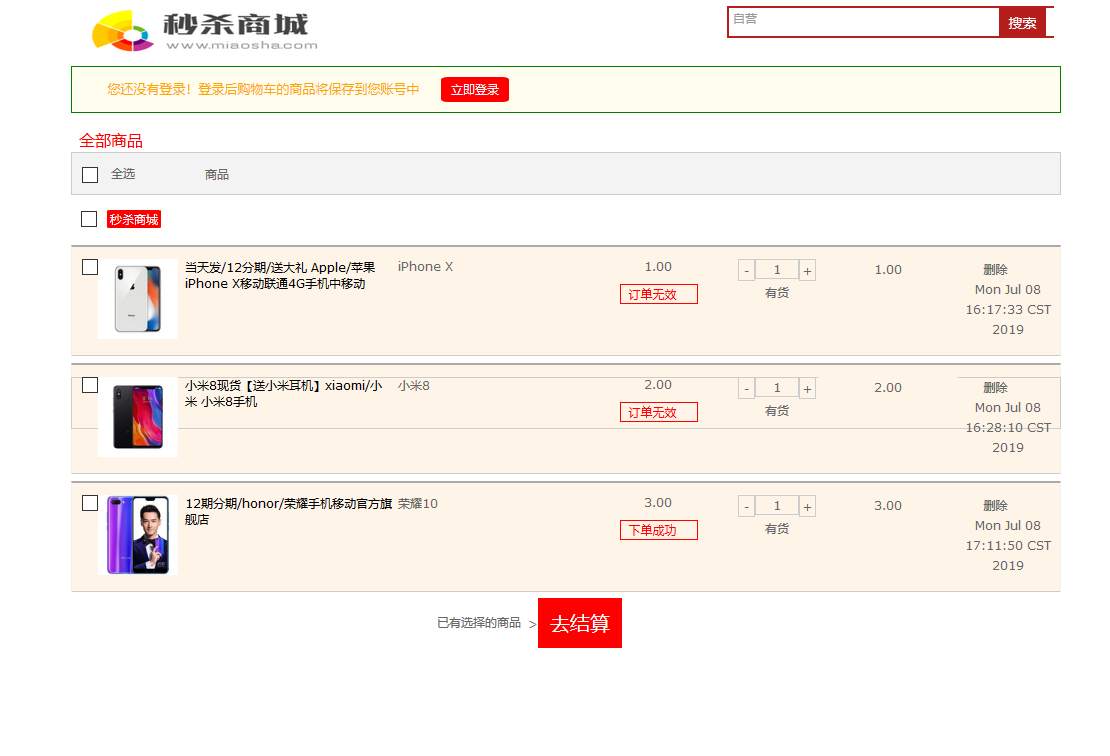 秒杀商城
www.miaosha.com
自营 搜索
您还没有登录！登录后购物车的商品将保存到您账号中 立即登录
全部商品
全选 商品
秒杀商城
当天发/12分期/送大礼 Apple/苹果 iPhone X 1.00 - 1 + 1.00 删除
iPhone X移动联通4G手机中移动
订单无效 有货 Mon Jul 08
16:17:33 CST
2019
小米8现货【送小米耳机】xiaomi/小 小米8 2.00 - 1 + 2.00 删除
米 小米8手机
订单无效 有货 Mon Jul 08
16:28:10 CST
2019
12期分期/honor/荣耀手机移动官方旗 荣耀10 3.00 - 1 + 3.00 删除
舰店
下单成功 有货 Mon Jul 08
17:11:50 CST
2019
已有选择的商品 > 去结算